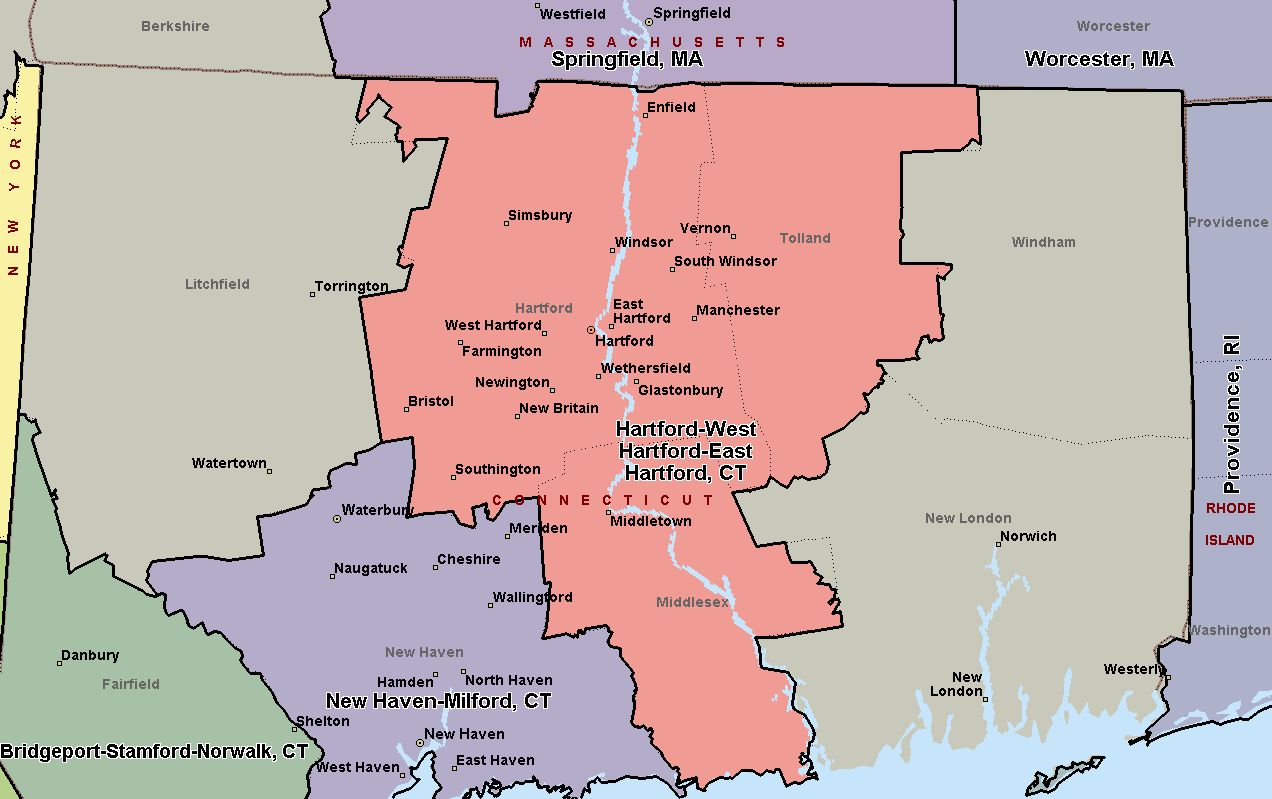 Westfield
Springfield
Berkshire
Worcester
MASSACHUSETTS
Springfield, MA
Worcester, MA
Enfield
NEW YORK
Simsbury
Vernon
Providence
Windsor
Tolland
Windham
South Windsor
Litchfield
Torrington
Hartford
East
Hartford
Manchester
West Hartford
Hartford
Farmington
Wethersfield
Newington
Glastonbury
Bristol
New Britain
Providence, RI
Hartford-West
Hartford-East
Hartford, CT
Watertown
Southington
CONNECTICUT
Waterbury
Middletown
New London
RHODE
ISLAND
Meriden
Norwich
Cheshire
Naugatuck
Wallingford
Middlesex
Washington
Danbury
New Haven
Westerly
Fairfield
Hamden
North Haven
New
London
New Haven-Milford, CT
Shelton
New Haven
Bridgeport-Stamford-Norwalk, CT
West Haven
East Haven